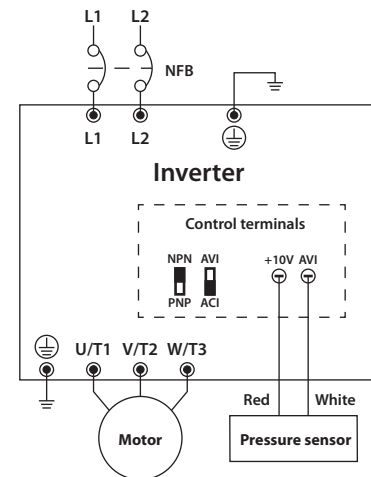 L1 L2
NFB
L1 L2
Inverter
Control terminals
NPN AVI
+10V AVI
PNP ACI
U/T1 V/T2 W/T3
Red White
Motor
Pressure sensor